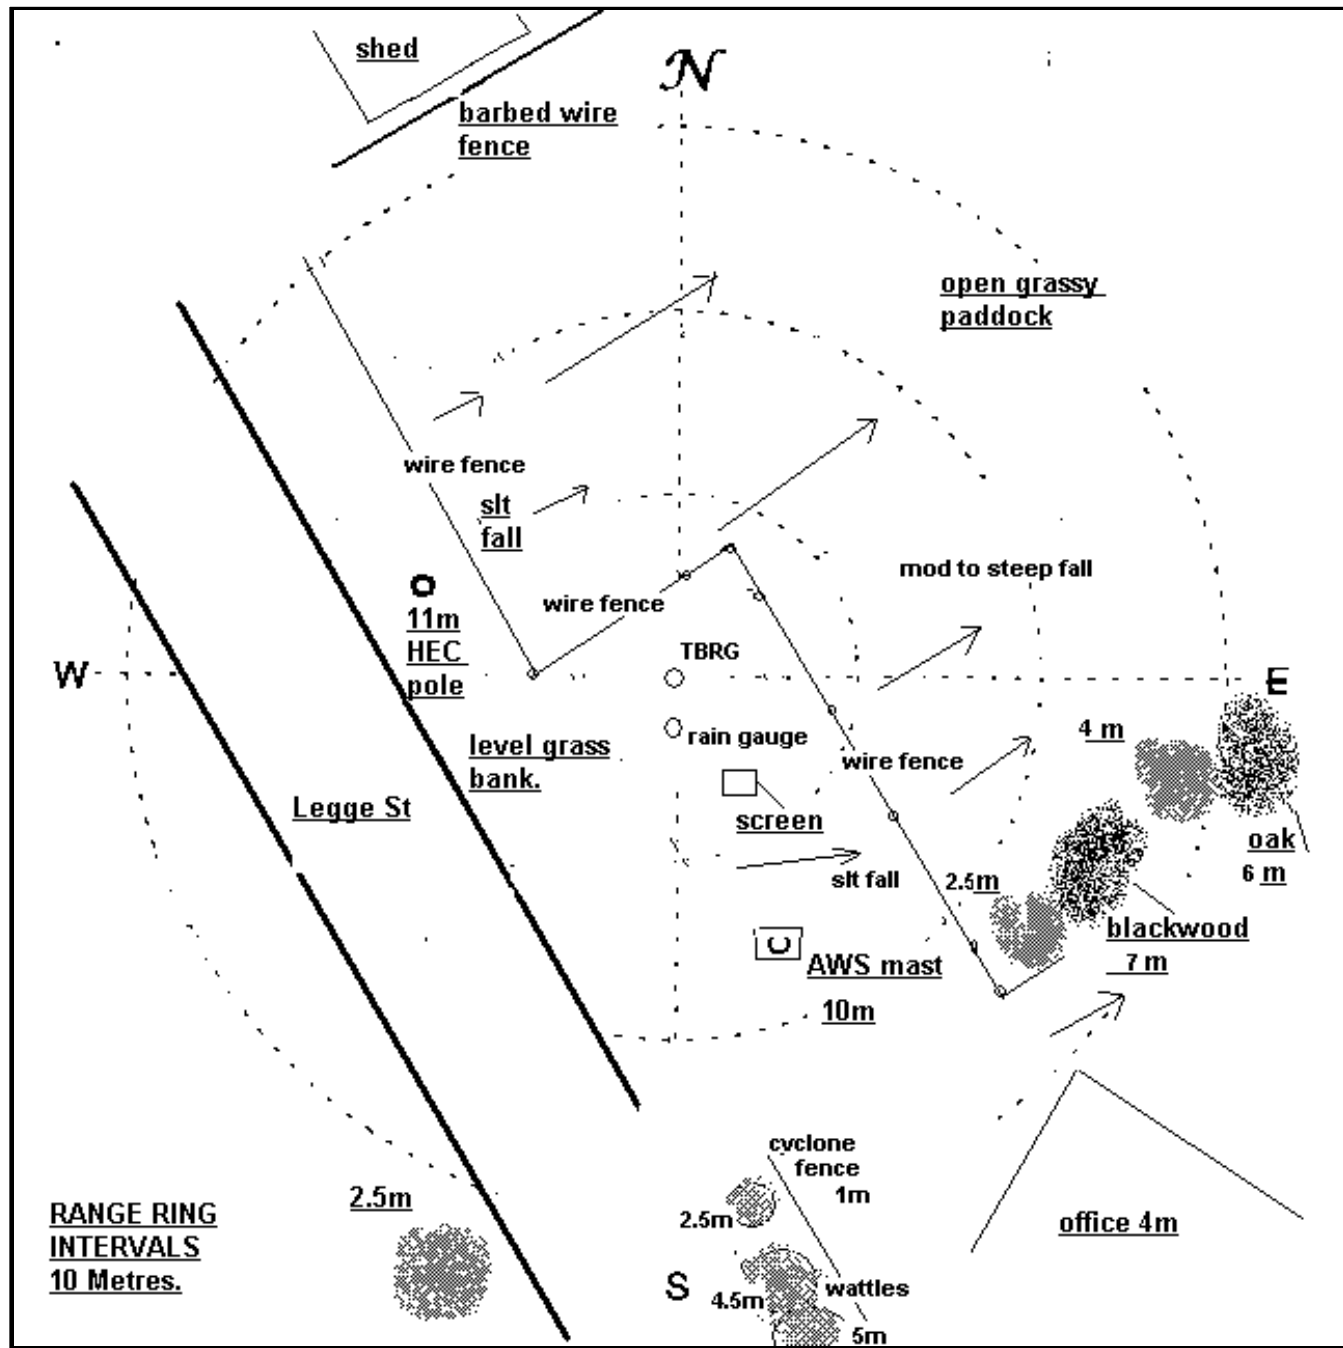 shed
N
barbed wire
fence
open grassy
paddock
wire fence
slt
fall
mod to steep fall
wire fence
11m
HEC
pole
TBRG
W
E
rain gauge
4 m
level grass
bank.
wire fence
Legge St
screen
oak
6 m
slt fall
2.5m
blackwood
7 m
AWS mast
10m
cyclone
fence
1m
2.5m
2.5m
RANGE RING
INTERVALS
10 Metres.
office 4m
S
wattles
4.5m
5m